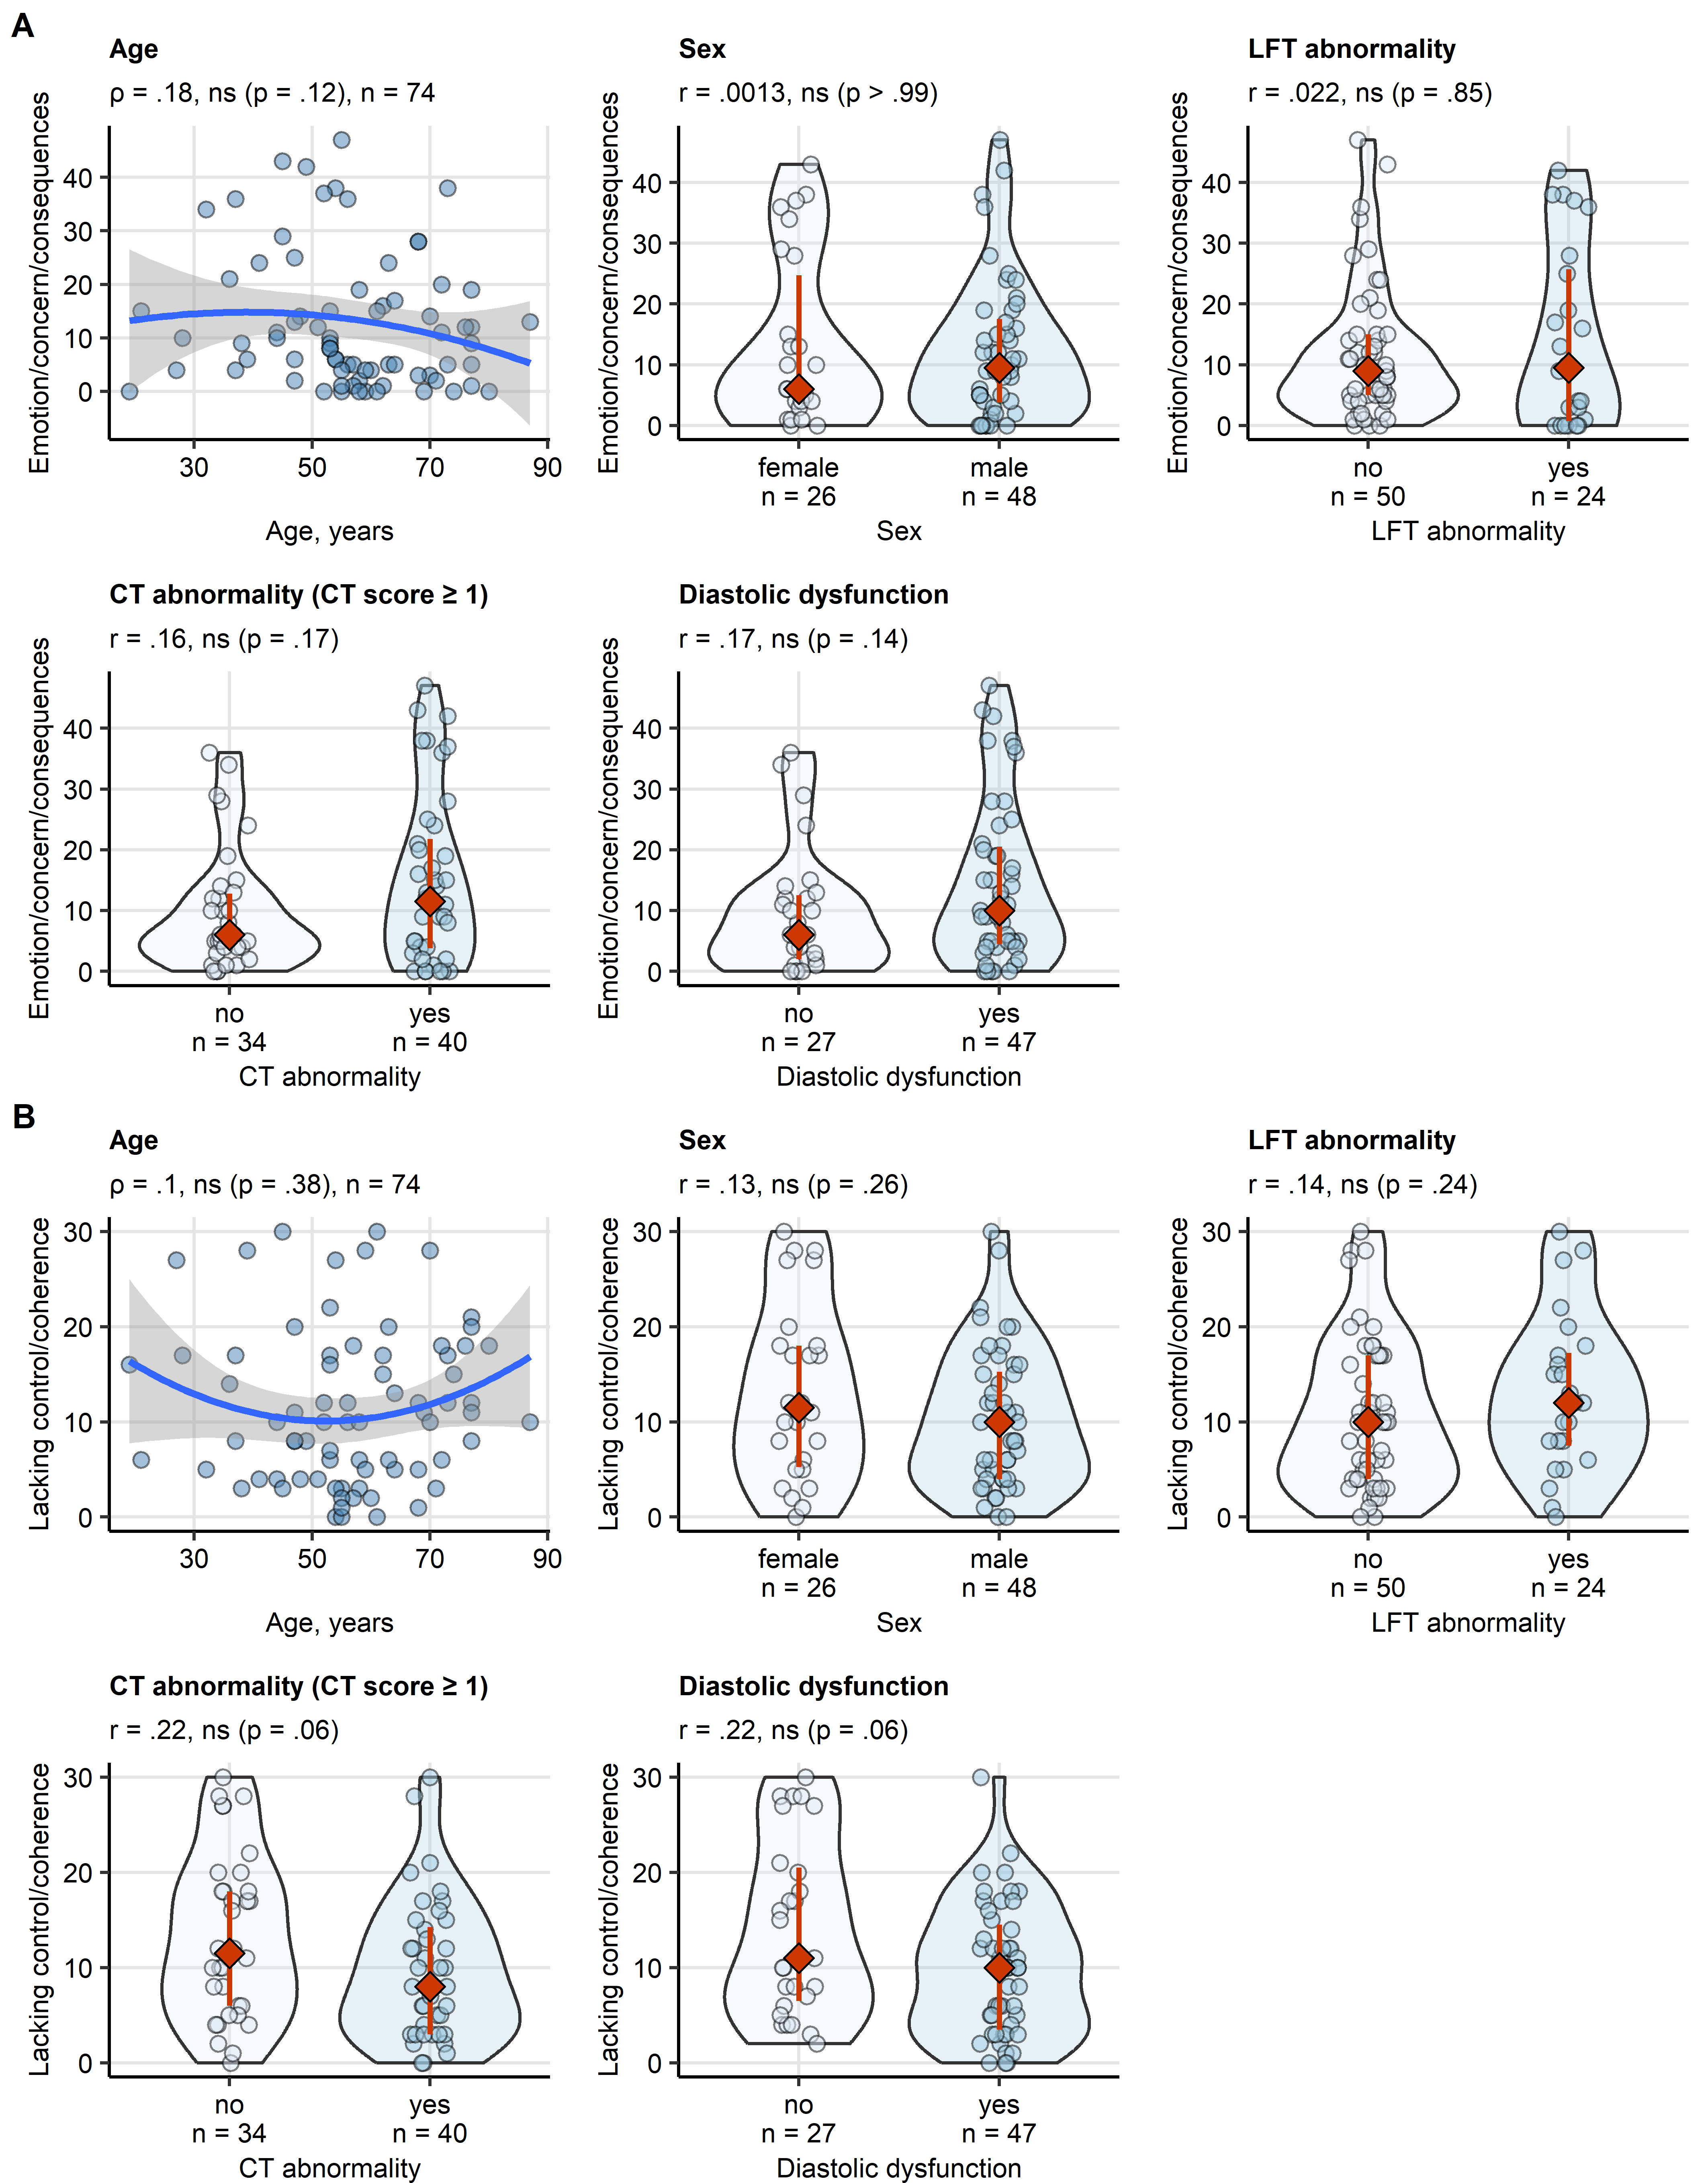 A
Age
ρ = .18, ns (p = .12), n = 74
Emotion/concern/consequences
40
30
20
10
0
30 50 70 90
Age, years
Sex
r = .0013, ns (p > .99)
Emotion/concern/consequences
40
30
20
10
0
female male
n = 26 n = 48
Sex
LFT abnormality
r = .022, ns (p = .85)
Emotion/concern/consequences
40
30
20
10
0
no yes
n = 50 n = 24
LFT abnormality
CT abnormality (CT score ≥ 1)
r = .16, ns (p = .17)
Emotion/concern/consequences
40
30
20
10
0
no yes
n = 34 n = 40
CT abnormality
Diastolic dysfunction
r = .17, ns (p = .14)
Emotion/concern/consequences
40
30
20
10
0
no yes
n = 27 n = 47
Diastolic dysfunction
B
Age
ρ = .1, ns (p = .38), n = 74
Lacking control/coherence
30
20
10
0
30 50 70 90
Age, years
Sex
r = .13, ns (p = .26)
Lacking control/coherence
30
20
10
0
female male
n = 26 n = 48
Sex
LFT abnormality
r = .14, ns (p = .24)
Lacking control/coherence
30
20
10
0
no yes
n = 50 n = 24
LFT abnormality
CT abnormality (CT score ≥ 1)
r = .22, ns (p = .06)
Lacking control/coherence
30
20
10
0
no yes
n = 34 n = 40
CT abnormality
Diastolic dysfunction
r = .22, ns (p = .06)
Lacking control/coherence
30
20
10
0
no yes
n = 27 n = 47
Diastolic dysfunction